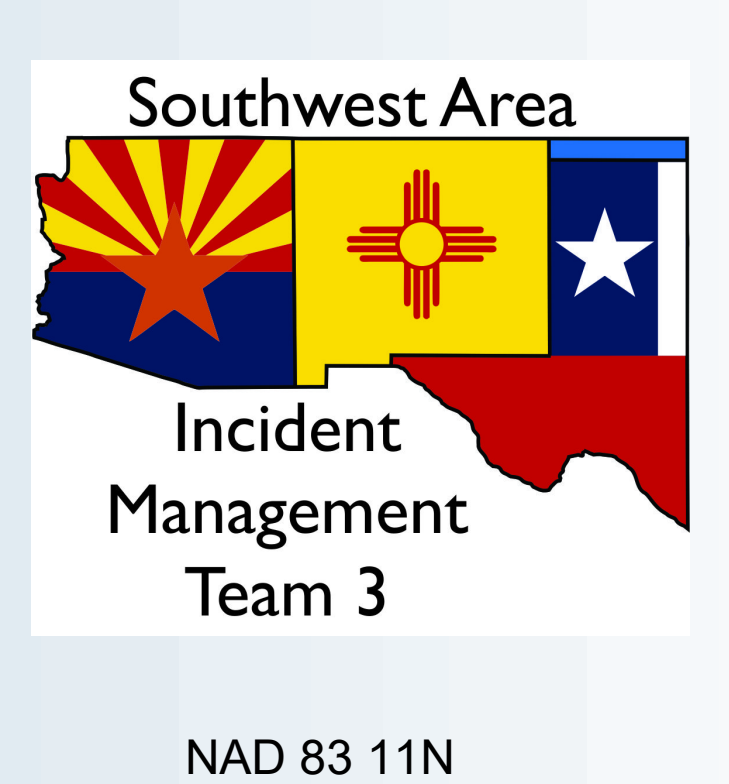 Southwest Area
Incident
Management
Team 3
NAD 83 11N